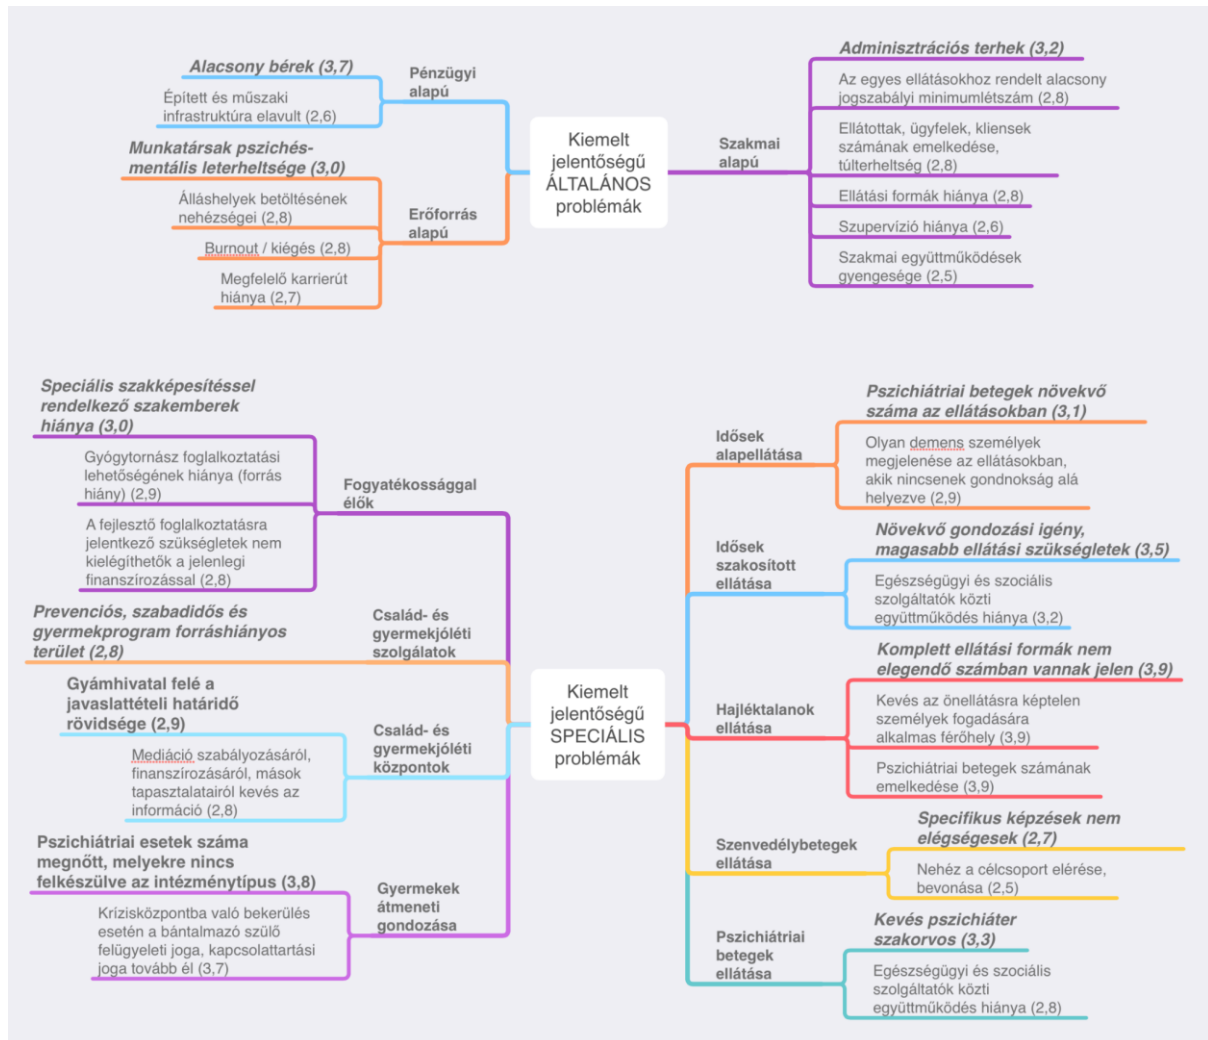 Kiemelt
jelentőségű
ÁLTALÁNOS
problémák
Pénzügyi
alapú
Alacsony bérek (3,7)
Épített és műszaki
infrastruktúra elavult (2,6)
Erőforrás
alapú
Munkatársak pszichés-
mentális leterheltsége (3,0)
Álláshelyek betöltésének
nehézségei (2,8)
Burnout / kiégés (2,8)
Megfelelő karrierút
hiánya (2,7)
Szakmai
alapú
Adminisztrációs terhek (3,2)
Az egyes ellátásokhoz rendelt alacsony
jogszabályi minimumlétszám (2,8)
Ellátottak, ügyfelek, kliensek
számának emelkedése,
túlterheltség (2,8)
Ellátási formák hiánya (2,8)
Szupervízió hiánya (2,6)
Szakmai együttműködések
gyengesége (2,5)
Kiemelt
jelentőségű
SPECIÁLIS
problémák
Fogyatékossággal
élők
Speciális szakképesítéssel
rendelkező szakemberek
hiánya (3,0)
Gyógytornász foglalkoztatási
lehetőségének hiánya (forrás
hiány) (2,9)
A fejlesztő foglalkoztatásra
jelentkező szükségletek nem
kielégíthetők a jelenlegi
finanszírozással (2,8)
Család- és
gyermekjóléti
szolgálatok
Prevenciós, szabadidős és
gyermekprogram forráshiányos
terület (2,8)
Család- és
gyermekjóléti
központok
Gyámhivatal felé a
javaslattételi határidő
rövidsége (2,9)
Mediáció szabályozásáról,
finanszírozásáról, mások
tapasztalatairól kevés az
információ (2,8)
Gyermekek
átmeneti
gondozása
Pszichiátriai esetek száma
megnőtt, melyekre nincs
felkészülve az intézménytípus (3,8)
Krízisközpontba való bekerülés
esetén a bántalmazó szülő
felügyeleti joga, kapcsolattartási
joga tovább él (3,7)
Idősek
alapellátása
Pszichiátriai betegek növekvő
száma az ellátásokban (3,1)
Olyan demens személyek
megjelenése az ellátásokban,
akik nincsenek gondnokság alá
helyezve (2,9)
Idősek
szakosított
ellátása
Növekvő gondozási igény,
magasabb ellátási szükségletek (3,5)
Egészségügyi és szociális
szolgáltatók közti
együttműködés hiánya (3,2)
Hajléktalanok
ellátása
Komplett ellátási formák nem
elegendő számban vannak jelen (3,9)
Kevés az önellátásra képtelen
személyek fogadására
alkalmas férőhely (3,9)
Pszichiátriai betegek számának
emelkedése (3,9)
Szenvedélybetegek
ellátása
Specifikus képzések nem
elégségesek (2,7)
Nehéz a célcsoport elérése,
bevonása (2,5)
Pszichiátriai
betegek
ellátása
Kevés pszichiáter
szakorvos (3,3)
Egészségügyi és szociális
szolgáltatók közti
együttműködés hiánya (2,8)